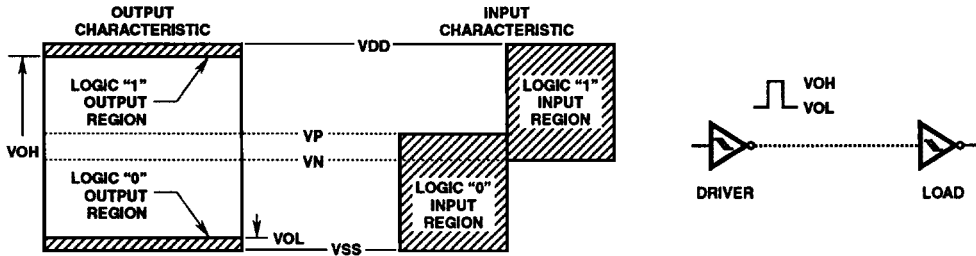 OUTPUT
CHARACTERISTIC
INPUT
CHARACTERISTIC
VDD
LOGIC “1”
OUTPUT
REGION
LOGIC “1”
INPUT
REGION
VOH
VOL
VP
VOH
VN
LOGIC “0”
OUTPUT
REGION
LOGIC “0”
INPUT
REGION
DRIVER
LOAD
VOL
VSS